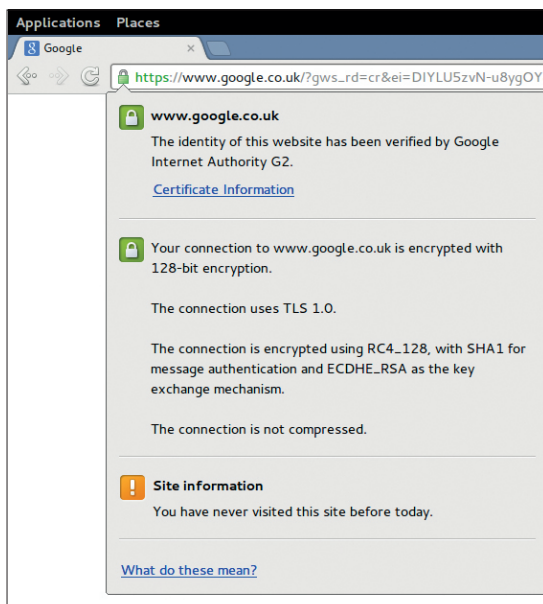 Applications Places
Google
https://www.google.co.uk/?gws_rd=cr&ei=DIYLU5zvN-u8ygOY
www.google.co.uk
The identity of this website has been verified by Google
Internet Authority G2.
Certificate Information
Your connection to www.google.co.uk is encrypted with
128-bit encryption.
The connection uses TLS 1.0.
The connection is encrypted using RC4_128, with SHA1 for
message authentication and ECDHE_RSA as the key
exchange mechanism.
The connection is not compressed.
Site information
You have never visited this site before today.
What do these mean?